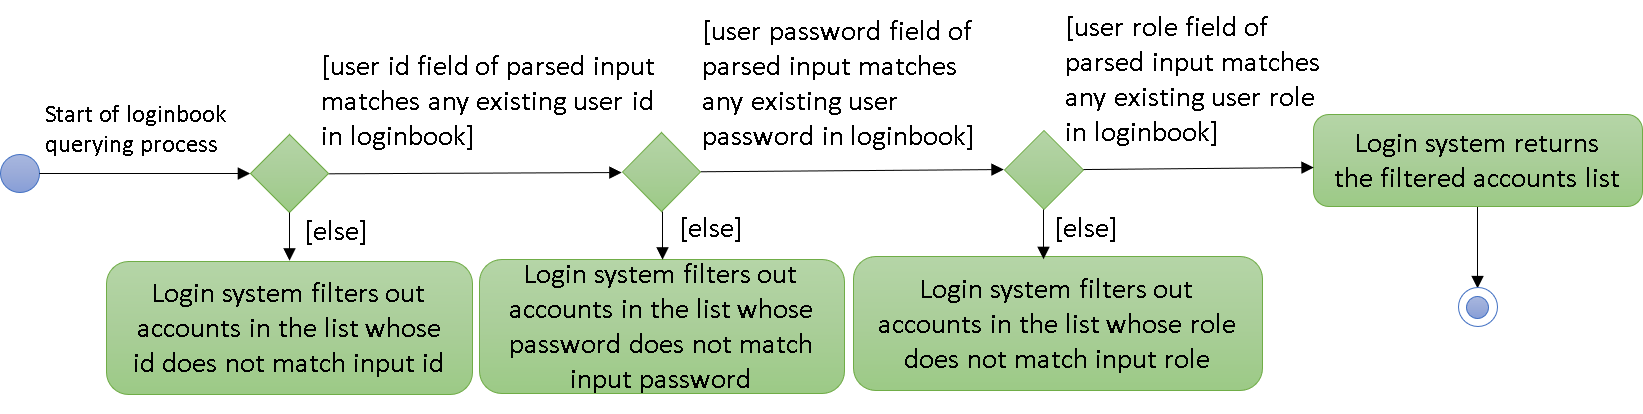 Start of loginbook
querying process
[user id field of parsed input
matches any existing user id
in loginbook]
[user password field of
parsed input matches
any existing user
password in loginbook]
[user role field of
parsed input matches
any existing user role
in loginbook]
Login system returns
the filtered accounts list
[else]
[else]
[else]
Login system filters out
accounts in the list whose
id does not match input id
Login system filters out
accounts in the list whose
password does not match
input password
Login system filters out
accounts in the list whose role
does not match input role